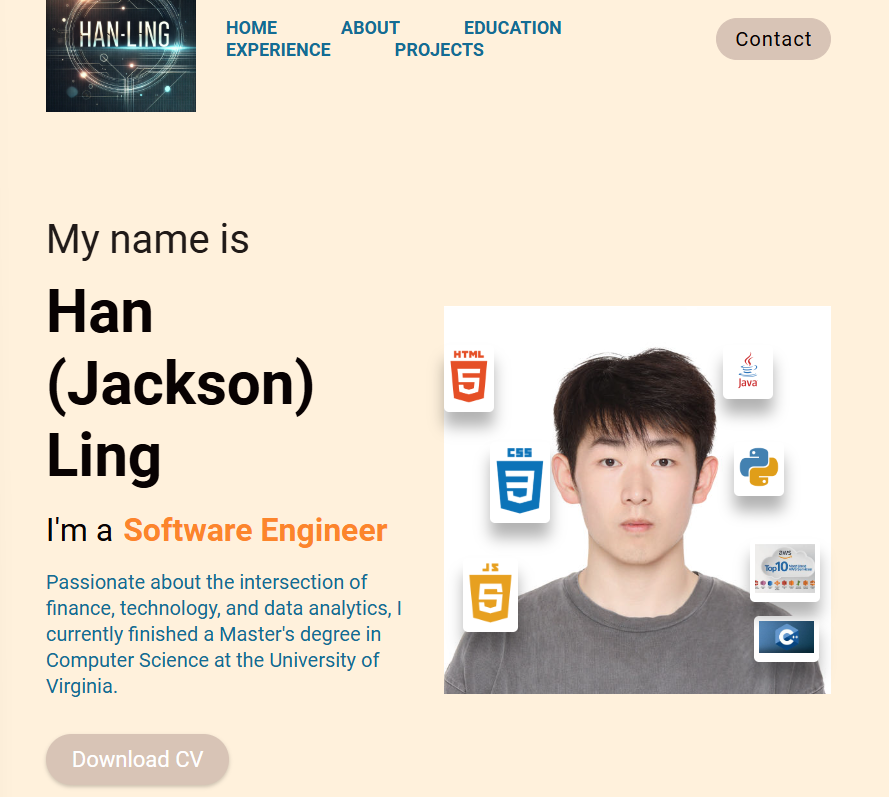 HAN-LING
HOME ABOUT EDUCATION
EXPERIENCE PROJECTS
Contact
My name is
Han
(Jackson)
Ling
I'm a Software Engineer
Passionate about the intersection of
finance, technology, and data analytics, I
currently finished a Master's degree in
Computer Science at the University of
Virginia.
Download CV
HTML
5
Java
CSS
3
JS
5
aws
Top10
C++